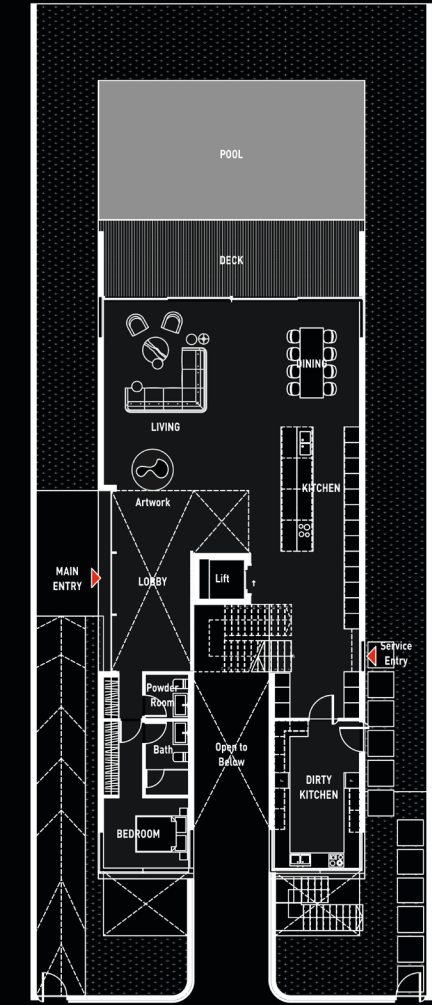 POOL
DECK
DINING
LIVING
KITCHEN
Artwork
MAIN
ENTRY
LOBBY
Lift
Service
Entry
Powder
Room
Bath
Open to
Below
DIRTY
KITCHEN
BEDROOM